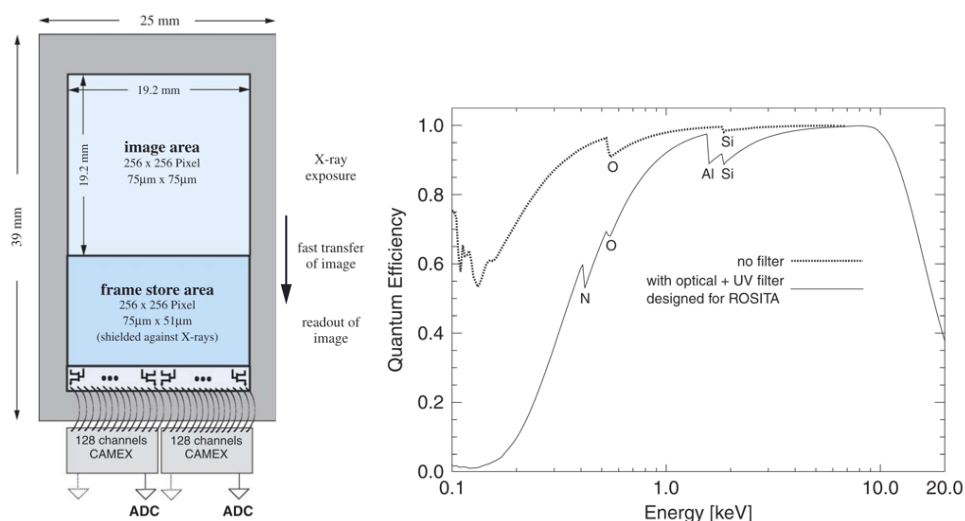 25 mm
39 mm
19.2 mm
19.2 mm
image area
256 x 256 Pixel
75µm x 75µm
X-ray
exposure
fast transfer
of image
frame store area
256 x 256 Pixel
75µm x 51µm
(shielded against X-rays)
readout of
image
128 channels
CAMEX
128 channels
CAMEX
ADC
ADC
Quantum Efficiency
1.0
0.8
0.6
0.4
0.2
0.0
O
Si
Al
Si
O
N
no filter
with optical + UV filter
designed for ROSITA
0.1
1.0
10.0
20.0
Energy [keV]